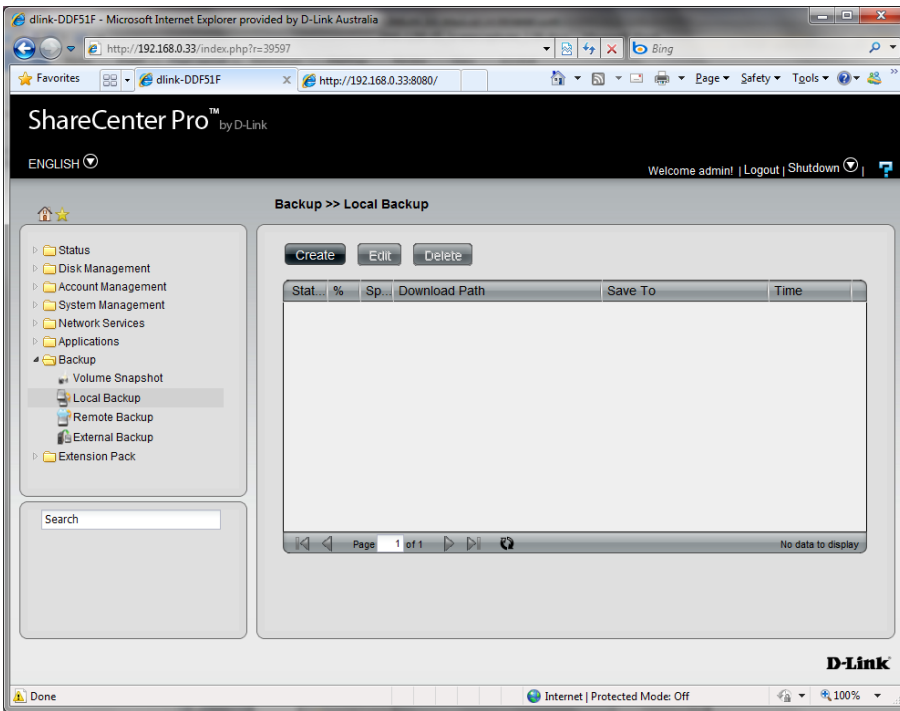 dlink-DDF51F - Microsoft Internet Explorer provided by D-Link Australia
http://192.168.0.33/index.php?r=39597
Bing
Favorites
dlink-DDF51F
http://192.168.0.33:8080/
Page Safety Tools
ShareCenter Pro™ by D-Link
ENGLISH
Welcome admin! | Logout | Shutdown |
Backup >> Local Backup
Status
Disk Management
Account Management
System Management
Network Services
Applications
Backup
Volume Snapshot
Local Backup
Remote Backup
External Backup
Extension Pack
Search
Create Edit Delete
Stat... % Sp... Download Path Save To Time
Page 1 of 1
No data to display
D-Link
Done
Internet | Protected Mode: Off
100%